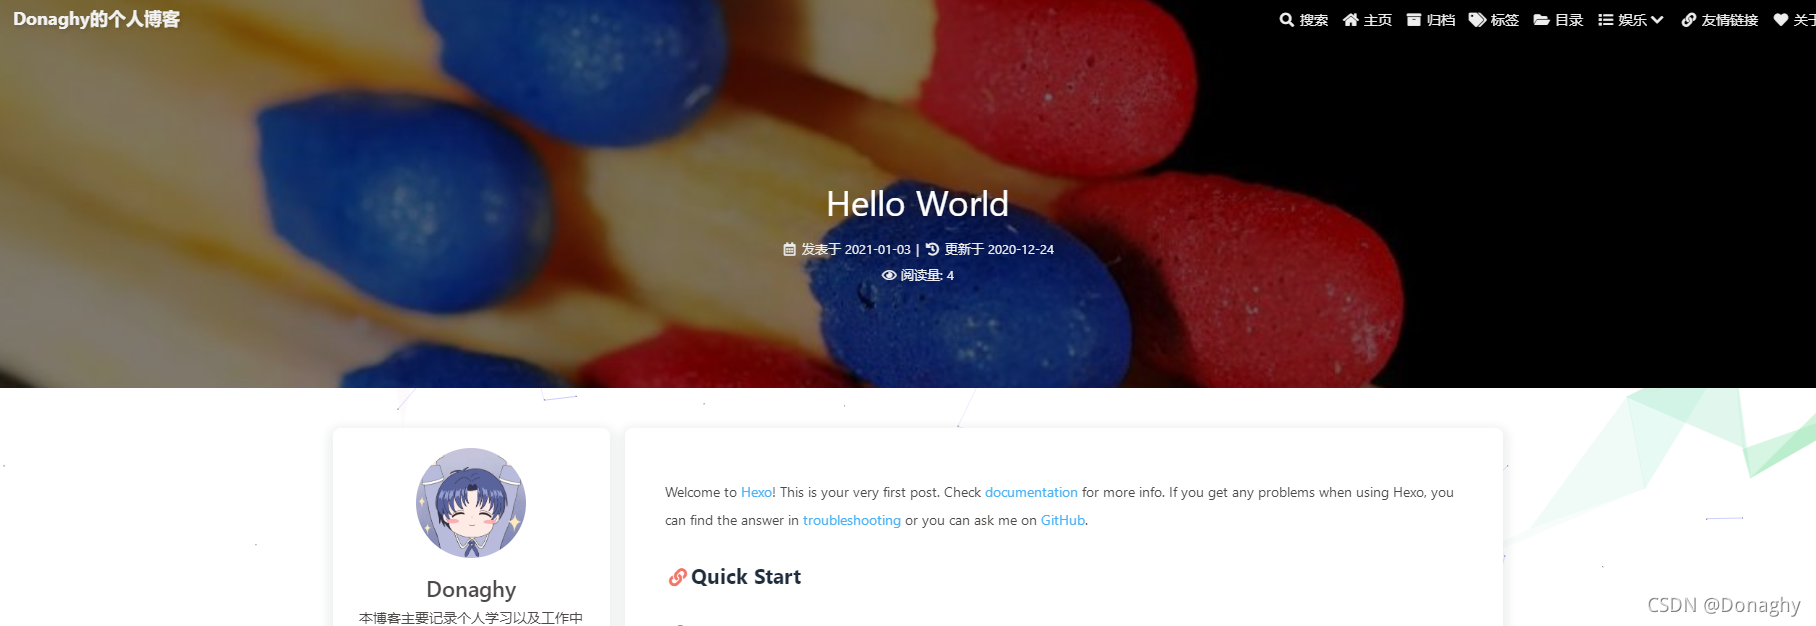 Donaghy的个人博客
搜索 主页 归档 标签 目录 娱乐 友情链接 关于
Hello World
发表于 2021-01-03 | 更新于 2020-12-24
阅读量: 4
Donaghy
本博客主要记录个人学习以及工作中
Welcome to Hexo! This is your very first post. Check documentation for more info. If you get any problems when using Hexo, you
can find the answer in troubleshooting or you can ask me on GitHub.
Quick Start
CSDN @Donaghy